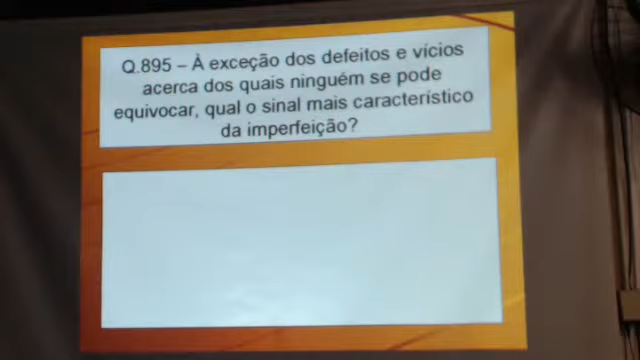 Q.895 – À exceção dos defeitos e vícios
acerca dos quais ninguém se pode
equivocar, qual o sinal mais característico
da imperfeição?